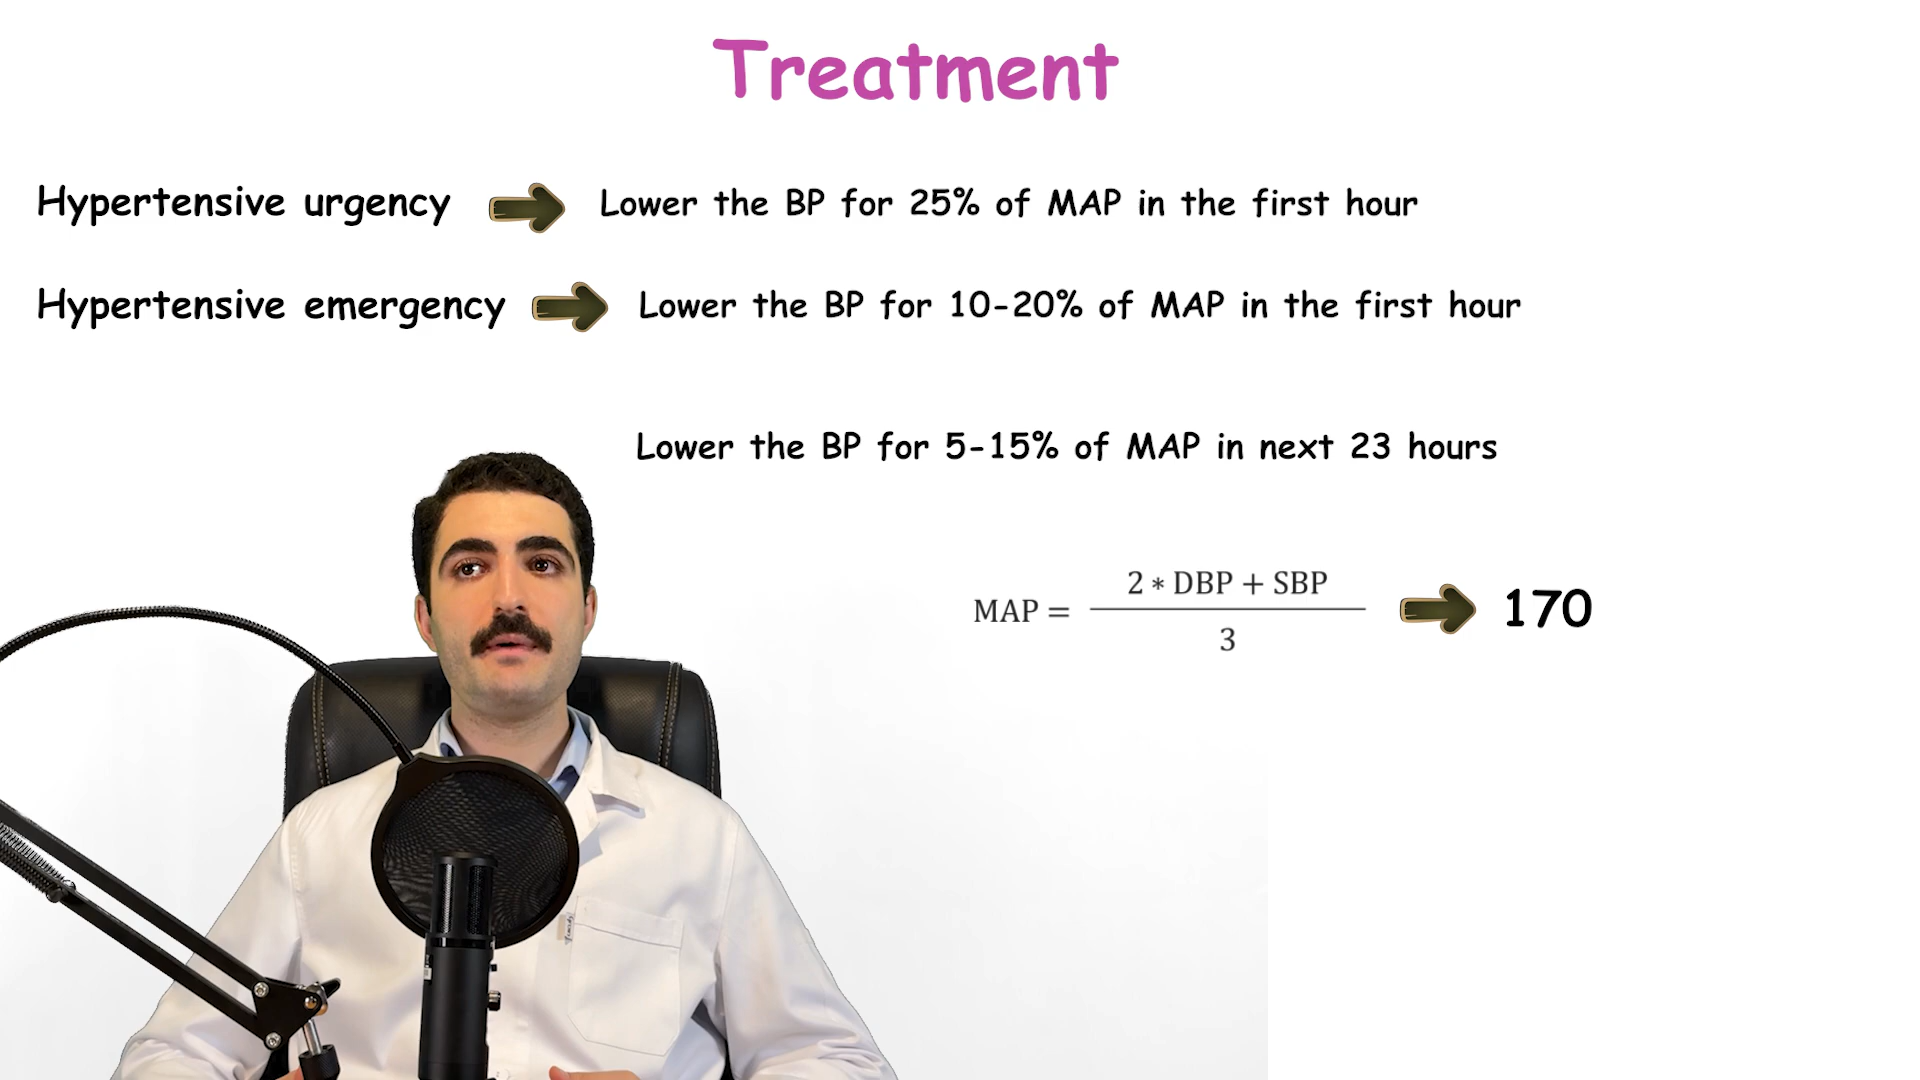 Treatment
Hypertensive urgency Lower the BP for 25% of MAP in the first hour
Hypertensive emergency Lower the BP for 10-20% of MAP in the first hour
Lower the BP for 5-15% of MAP in next 23 hours
MAP = 2 * DBP + SBP / 3 170